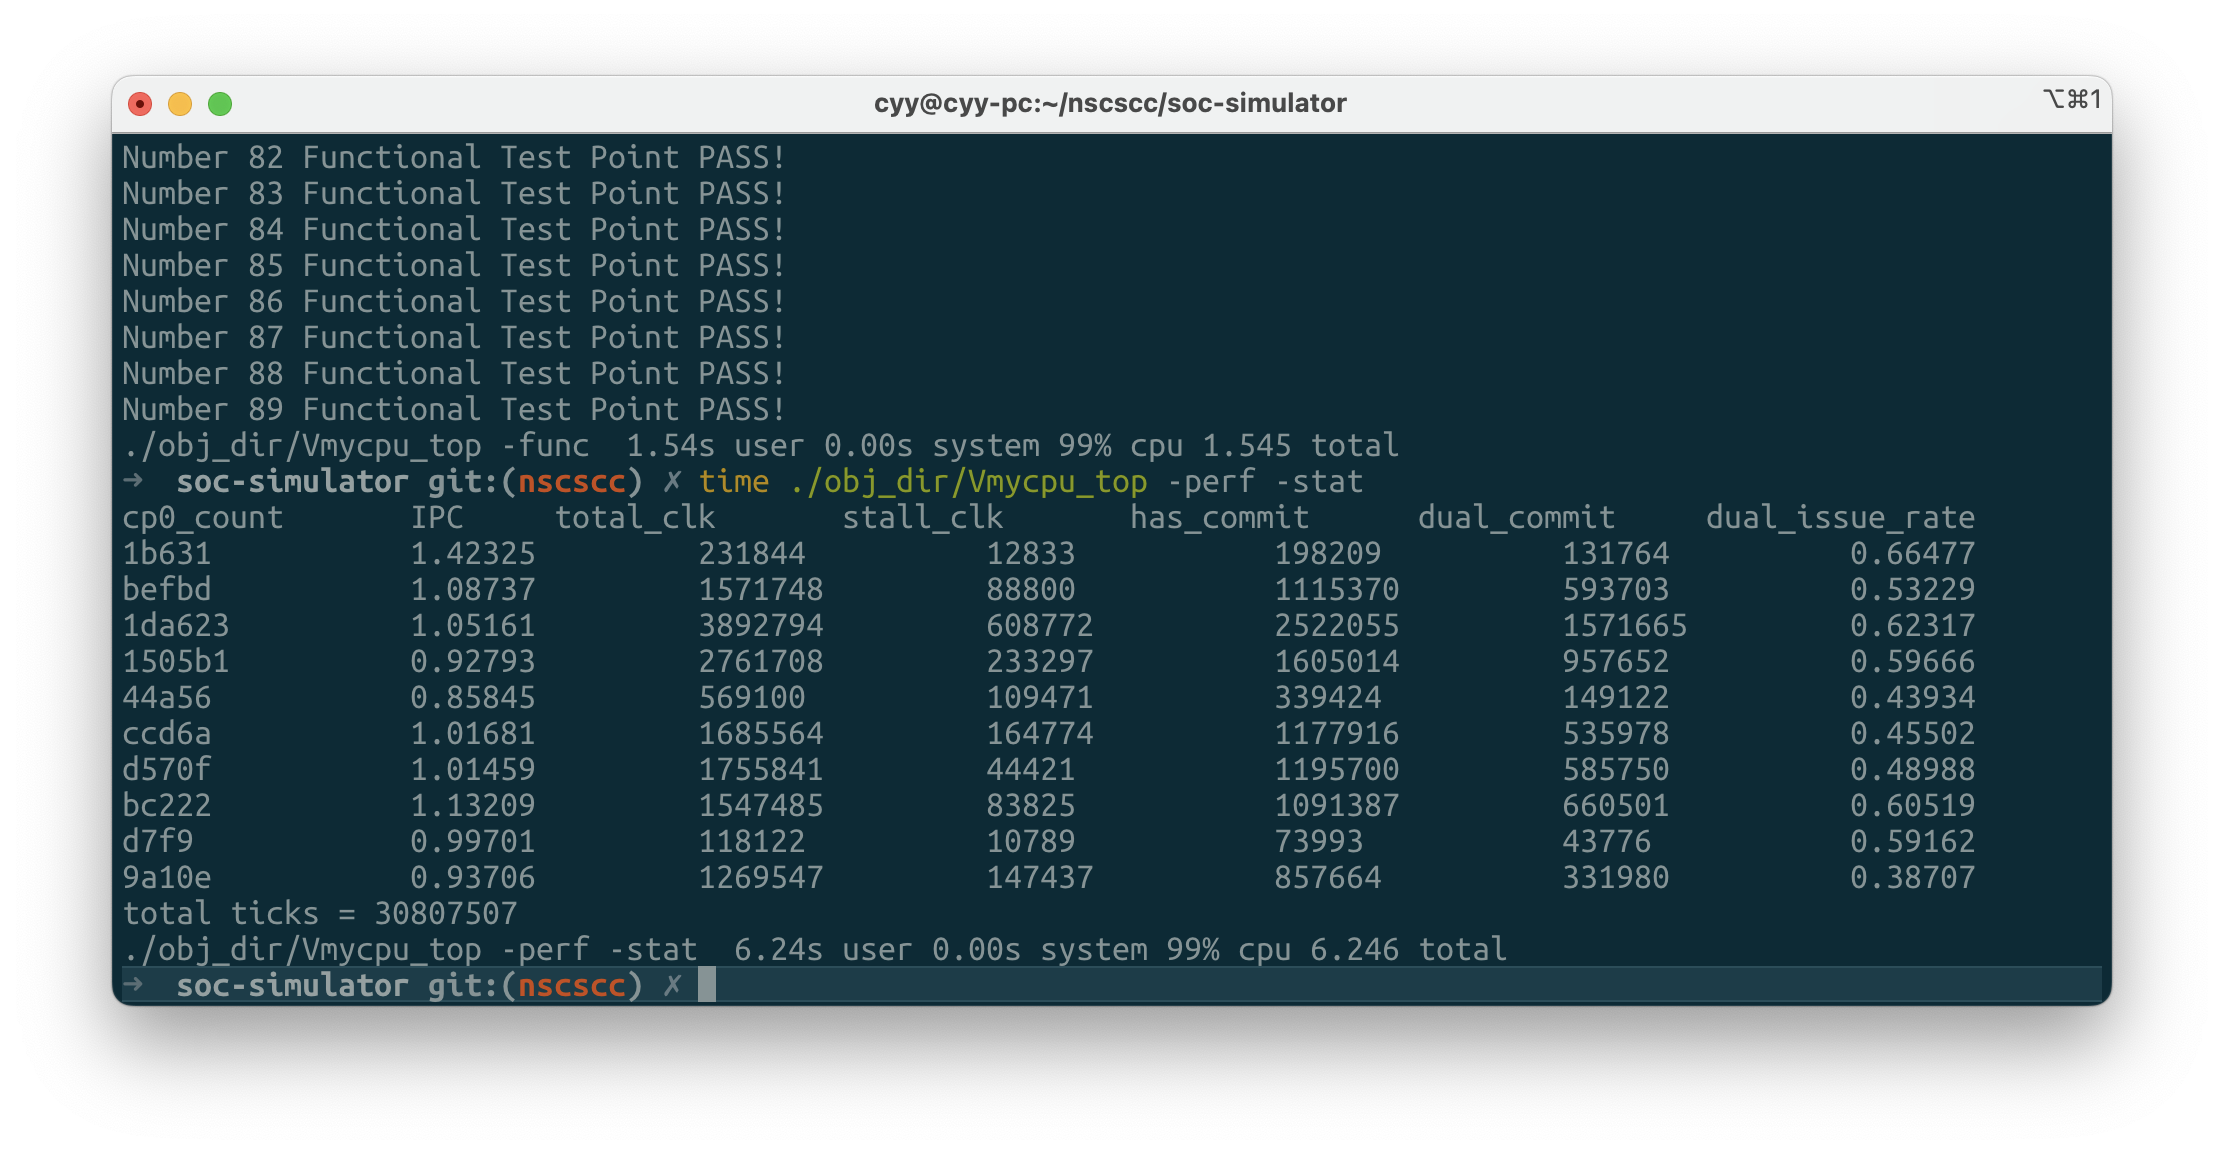 cyy@cyy-pc:~/nscscc/soc-simulator ⌥⌘1
Number 82 Functional Test Point PASS!
Number 83 Functional Test Point PASS!
Number 84 Functional Test Point PASS!
Number 85 Functional Test Point PASS!
Number 86 Functional Test Point PASS!
Number 87 Functional Test Point PASS!
Number 88 Functional Test Point PASS!
Number 89 Functional Test Point PASS!
./obj_dir/Vmycpu_top -func  1.54s user 0.00s system 99% cpu 1.545 total
→  soc-simulator git:(nscscc) ✗ time ./obj_dir/Vmycpu_top -perf -stat
cp0_count IPC total_clk stall_clk has_commit dual_commit dual_issue_rate
1b631 1.42325 231844 12833 198209 131764 0.66477
befbd 1.08737 1571748 88800 1115370 593703 0.53229
1da623 1.05161 3892794 608772 2522055 1571665 0.62317
1505b1 0.92793 2761708 233297 1605014 957652 0.59666
44a56 0.85845 569100 109471 339424 149122 0.43934
ccd6a 1.01681 1685564 164774 1177916 535978 0.45502
d570f 1.01459 1755841 44421 1195700 585750 0.48988
bc222 1.13209 1547485 83825 1091387 660501 0.60519
d7f9 0.99701 118122 10789 73993 43776 0.59162
9a10e 0.93706 1269547 147437 857664 331980 0.38707
total ticks = 30807507
./obj_dir/Vmycpu_top -perf -stat  6.24s user 0.00s system 99% cpu 6.246 total
→  soc-simulator git:(nscscc) ✗